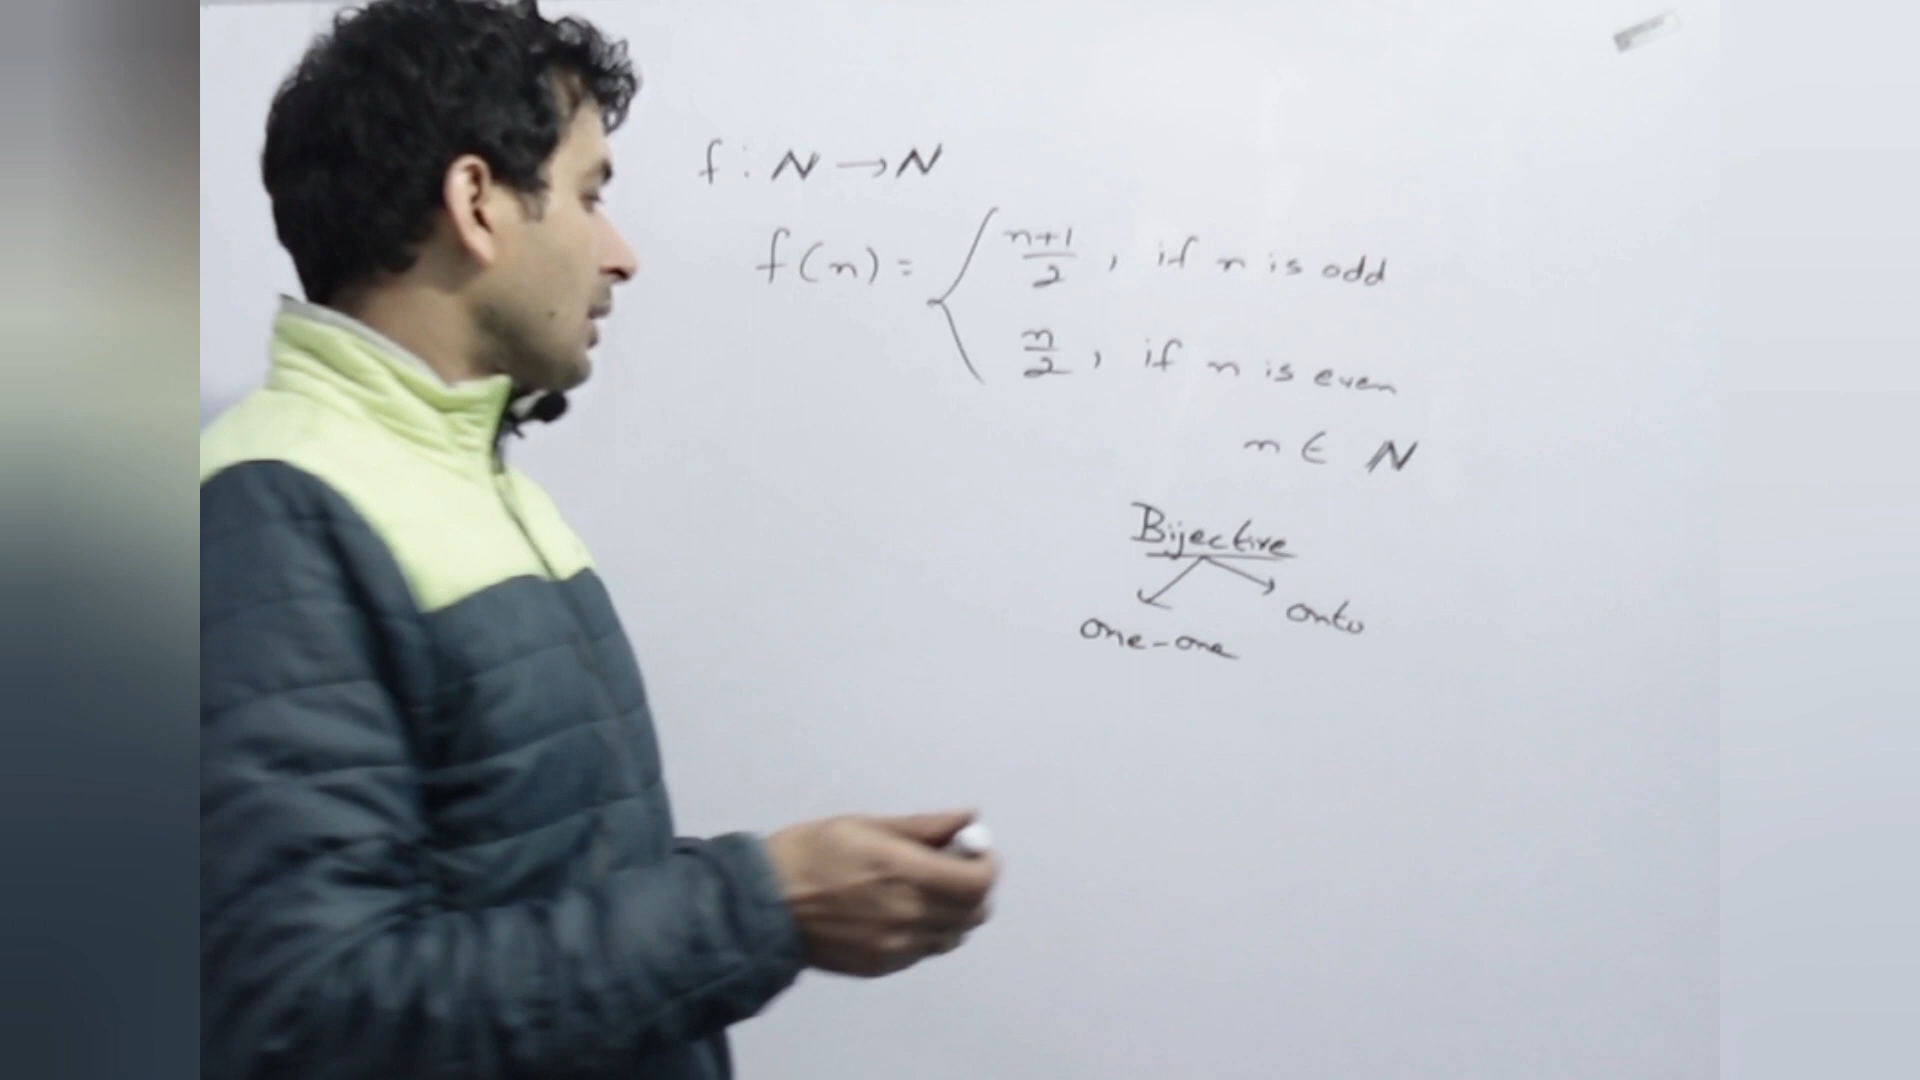 f : N → N
f(n) = { n+1/2 , if n is odd
n/2 , if n is even
n ∈ N
Bijective
one-one
onto